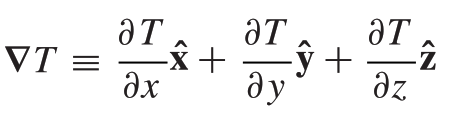 ∇T ≡ ∂T/∂x x̂ + ∂T/∂y ŷ + ∂T/∂z ẑ